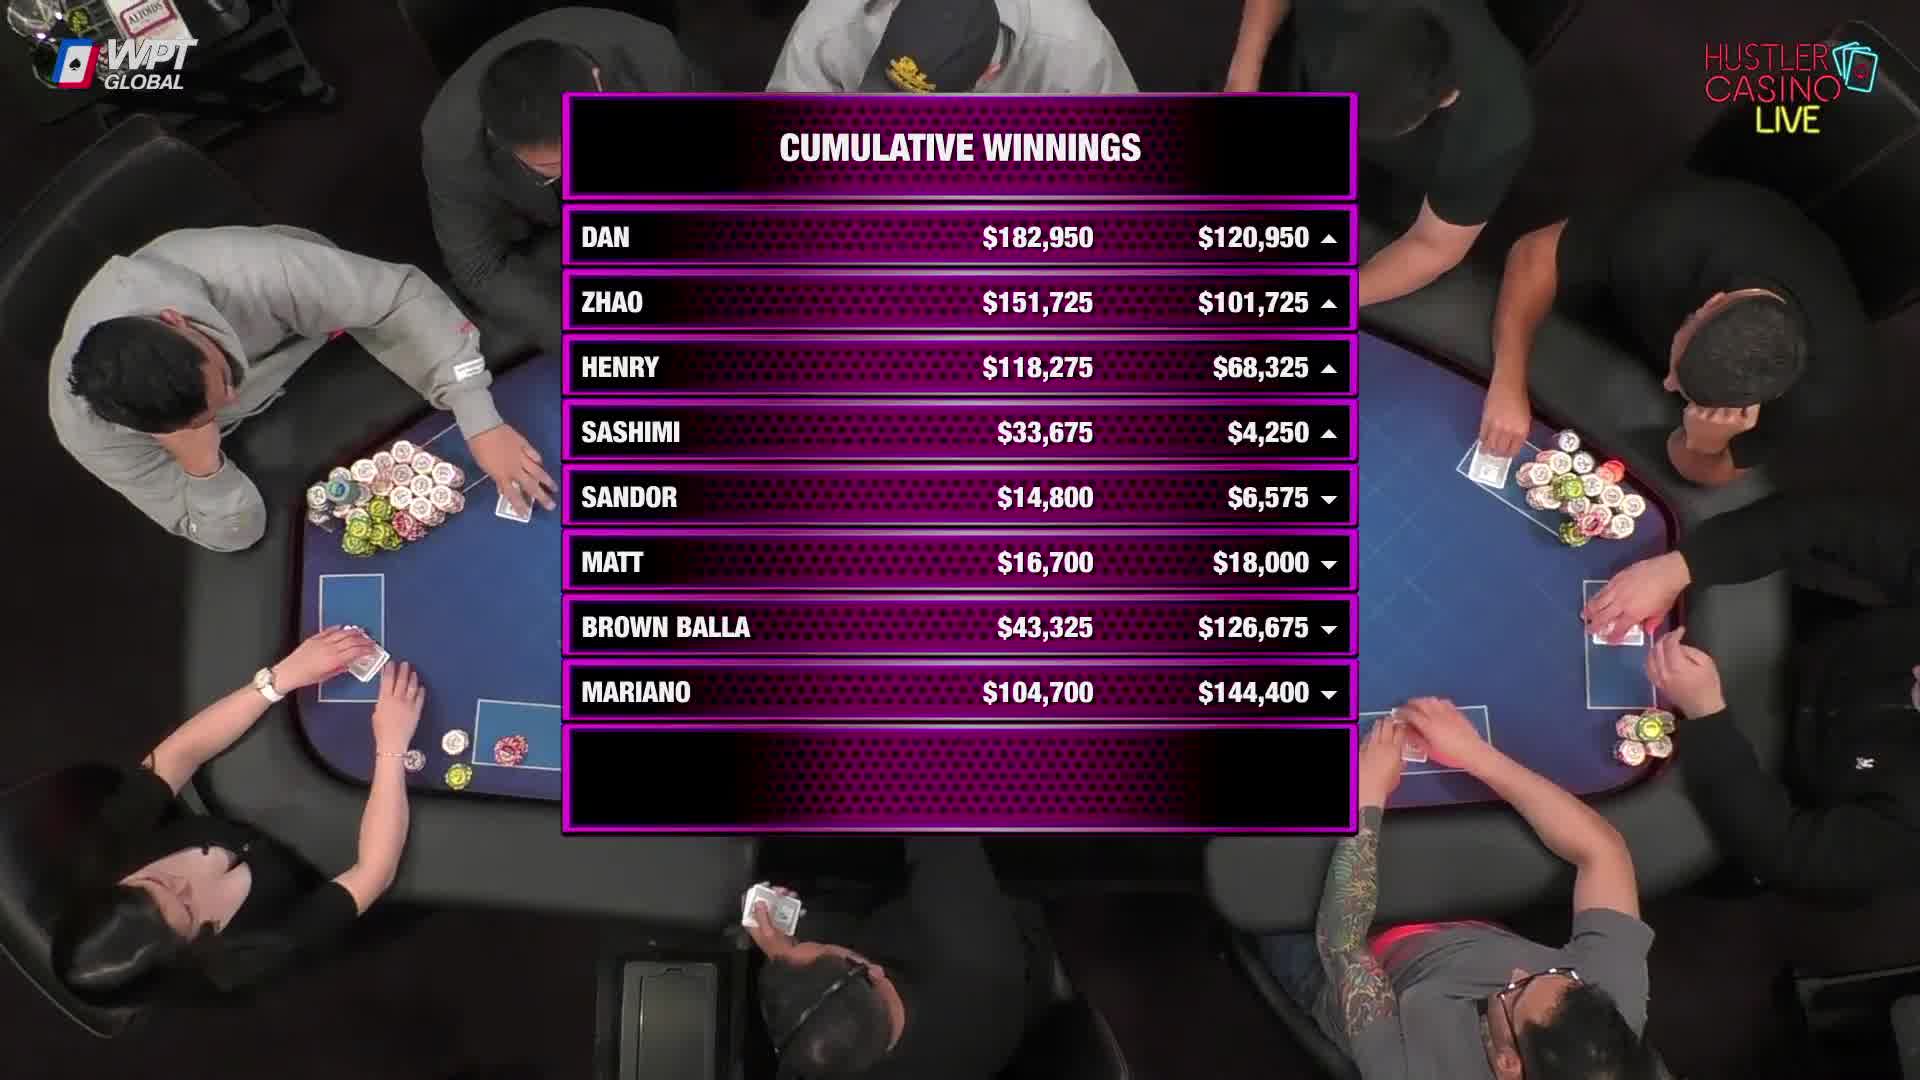 ALTOIDS
WPT
GLOBAL
HUSTLER
CASINO
LIVE
CUMULATIVE WINNINGS
DAN $182,950 $120,950
ZHAO $151,725 $101,725
HENRY $118,275 $68,325
SASHIMI $33,675 $4,250
SANDOR $14,800 $6,575
MATT $16,700 $18,000
BROWN BALLA $43,325 $126,675
MARIANO $104,700 $144,400